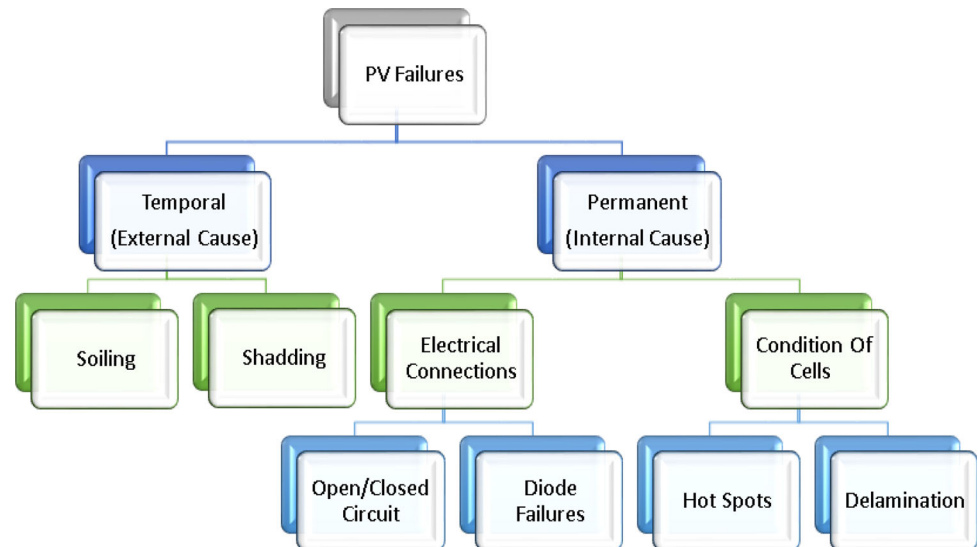 PV Failures
Temporal
(External Cause)
Permanent
(Internal Cause)
Soiling
Shadding
Electrical
Connections
Condition Of
Cells
Open/Closed
Circuit
Diode
Failures
Hot Spots
Delamination